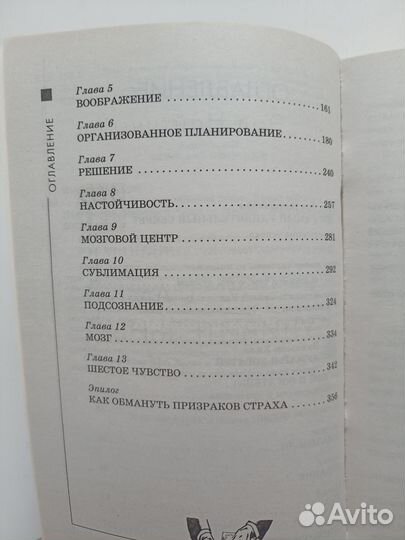 ОГЛАВЛЕНИЕ
Глава 5
ВООБРАЖЕНИЕ ........ 161
Глава 6
ОРГАНИЗОВАННОЕ ПЛАНИРОВАНИЕ ........ 180
Глава 7
РЕШЕНИЕ ........ 240
Глава 8
НАСТОЙЧИВОСТЬ ........ 257
Глава 9
МОЗГОВОЙ ЦЕНТР ........ 281
Глава 10
СУБЛИМАЦИЯ ........ 292
Глава 11
ПОДСОЗНАНИЕ ........ 324
Глава 12
МОЗГ ........ 334
Глава 13
ШЕСТОЕ ЧУВСТВО ........ 342
Эпилог
КАК ОБМАНУТЬ ПРИЗРАКОВ СТРАХА ........ 356
Avito